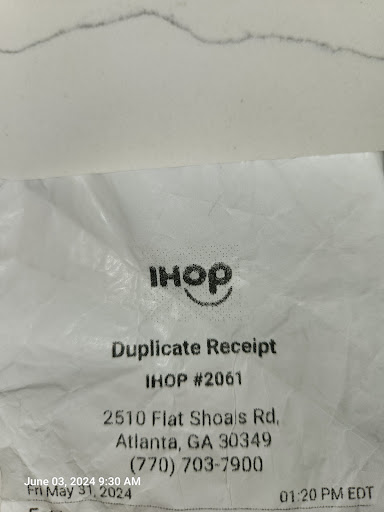 IHOP
Duplicate Receipt
IHOP #2061
2510 Flat Shoals Rd,
Atlanta, GA 30349
(770) 703-7900
June 03, 2024 9:30 AM
Fri May 31, 2024 01:20 PM EDT